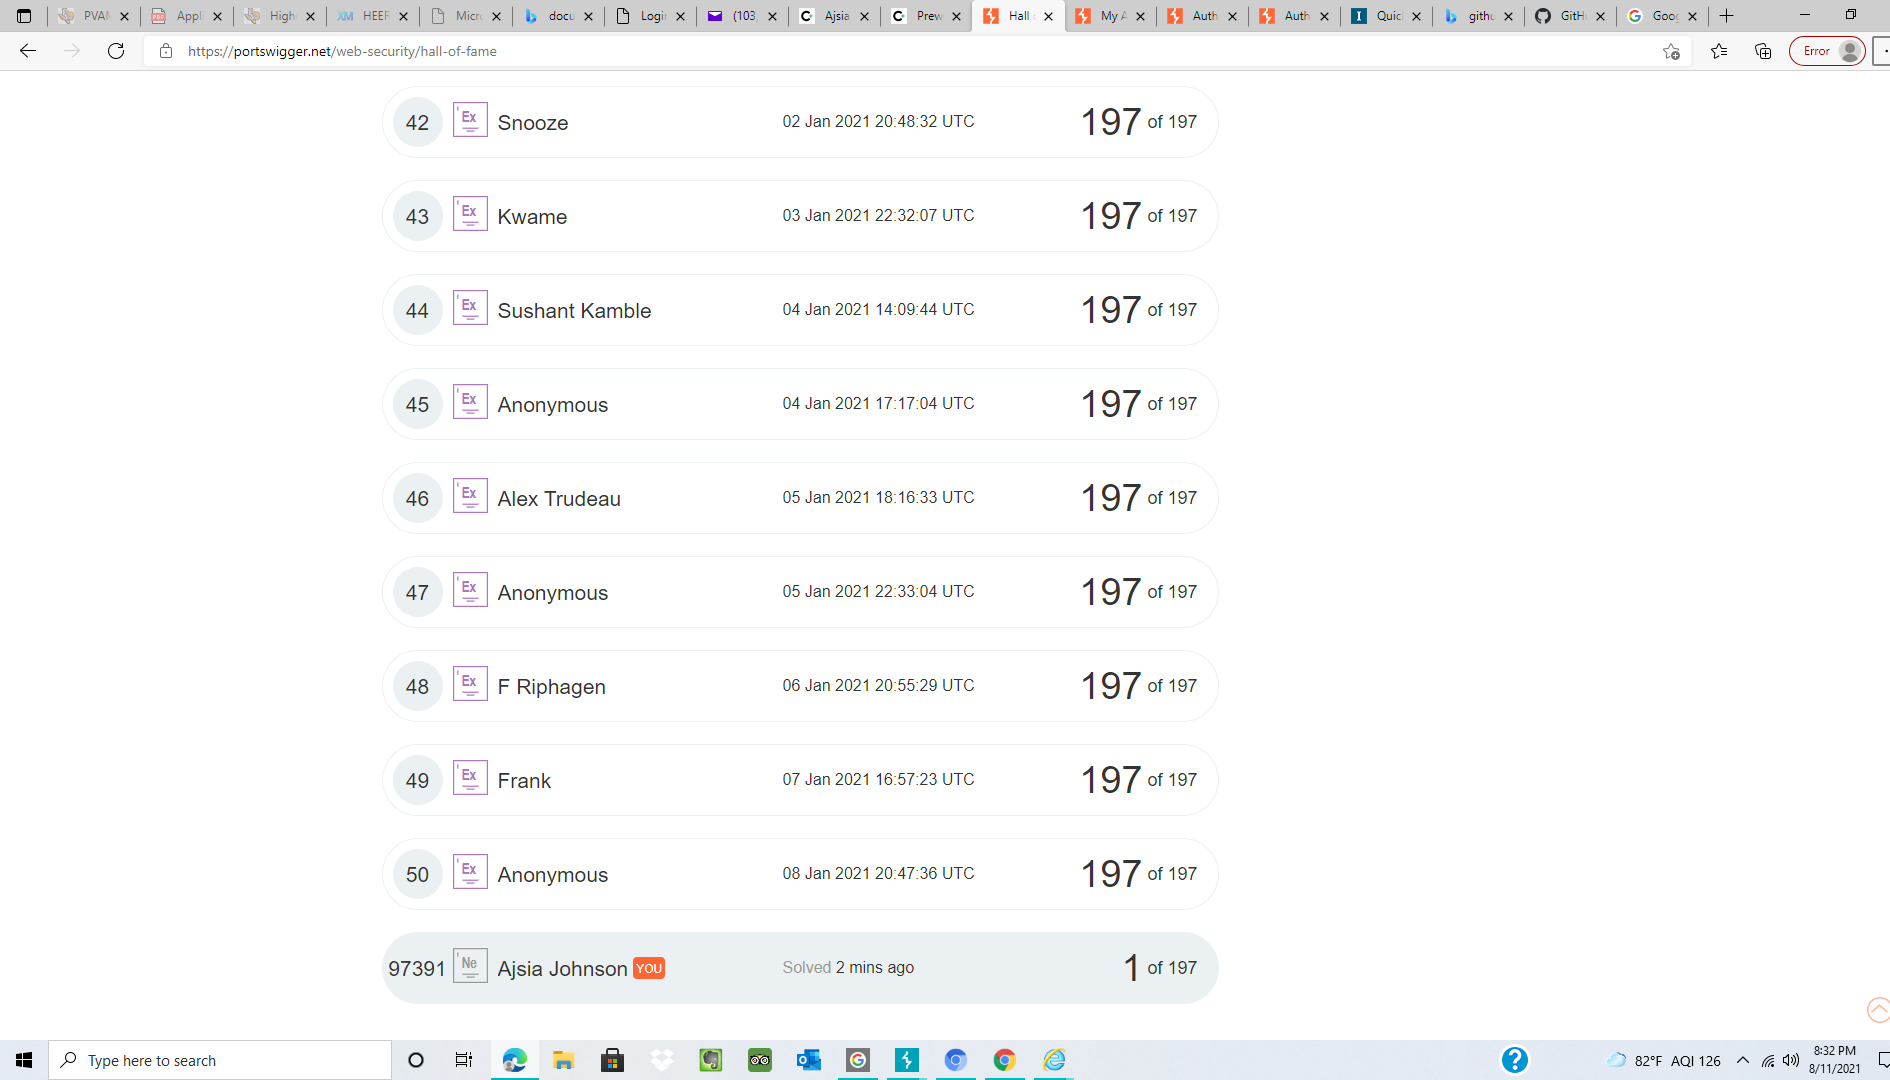 PVAM Appli High XM HEER Micro docu Login (103, Ajsia Prew Hall My A Auth Auth Quic githu GitH Goog
https://portswigger.net/web-security/hall-of-fame Error
42 Ex Snooze 02 Jan 2021 20:48:32 UTC 197 of 197
43 Ex Kwame 03 Jan 2021 22:32:07 UTC 197 of 197
44 Ex Sushant Kamble 04 Jan 2021 14:09:44 UTC 197 of 197
45 Ex Anonymous 04 Jan 2021 17:17:04 UTC 197 of 197
46 Ex Alex Trudeau 05 Jan 2021 18:16:33 UTC 197 of 197
47 Ex Anonymous 05 Jan 2021 22:33:04 UTC 197 of 197
48 Ex F Riphagen 06 Jan 2021 20:55:29 UTC 197 of 197
49 Ex Frank 07 Jan 2021 16:57:23 UTC 197 of 197
50 Ex Anonymous 08 Jan 2021 20:47:36 UTC 197 of 197
97391 Ne Ajsia Johnson YOU Solved 2 mins ago 1 of 197
Type here to search 82°F AQI 126 8:32 PM
8/11/2021